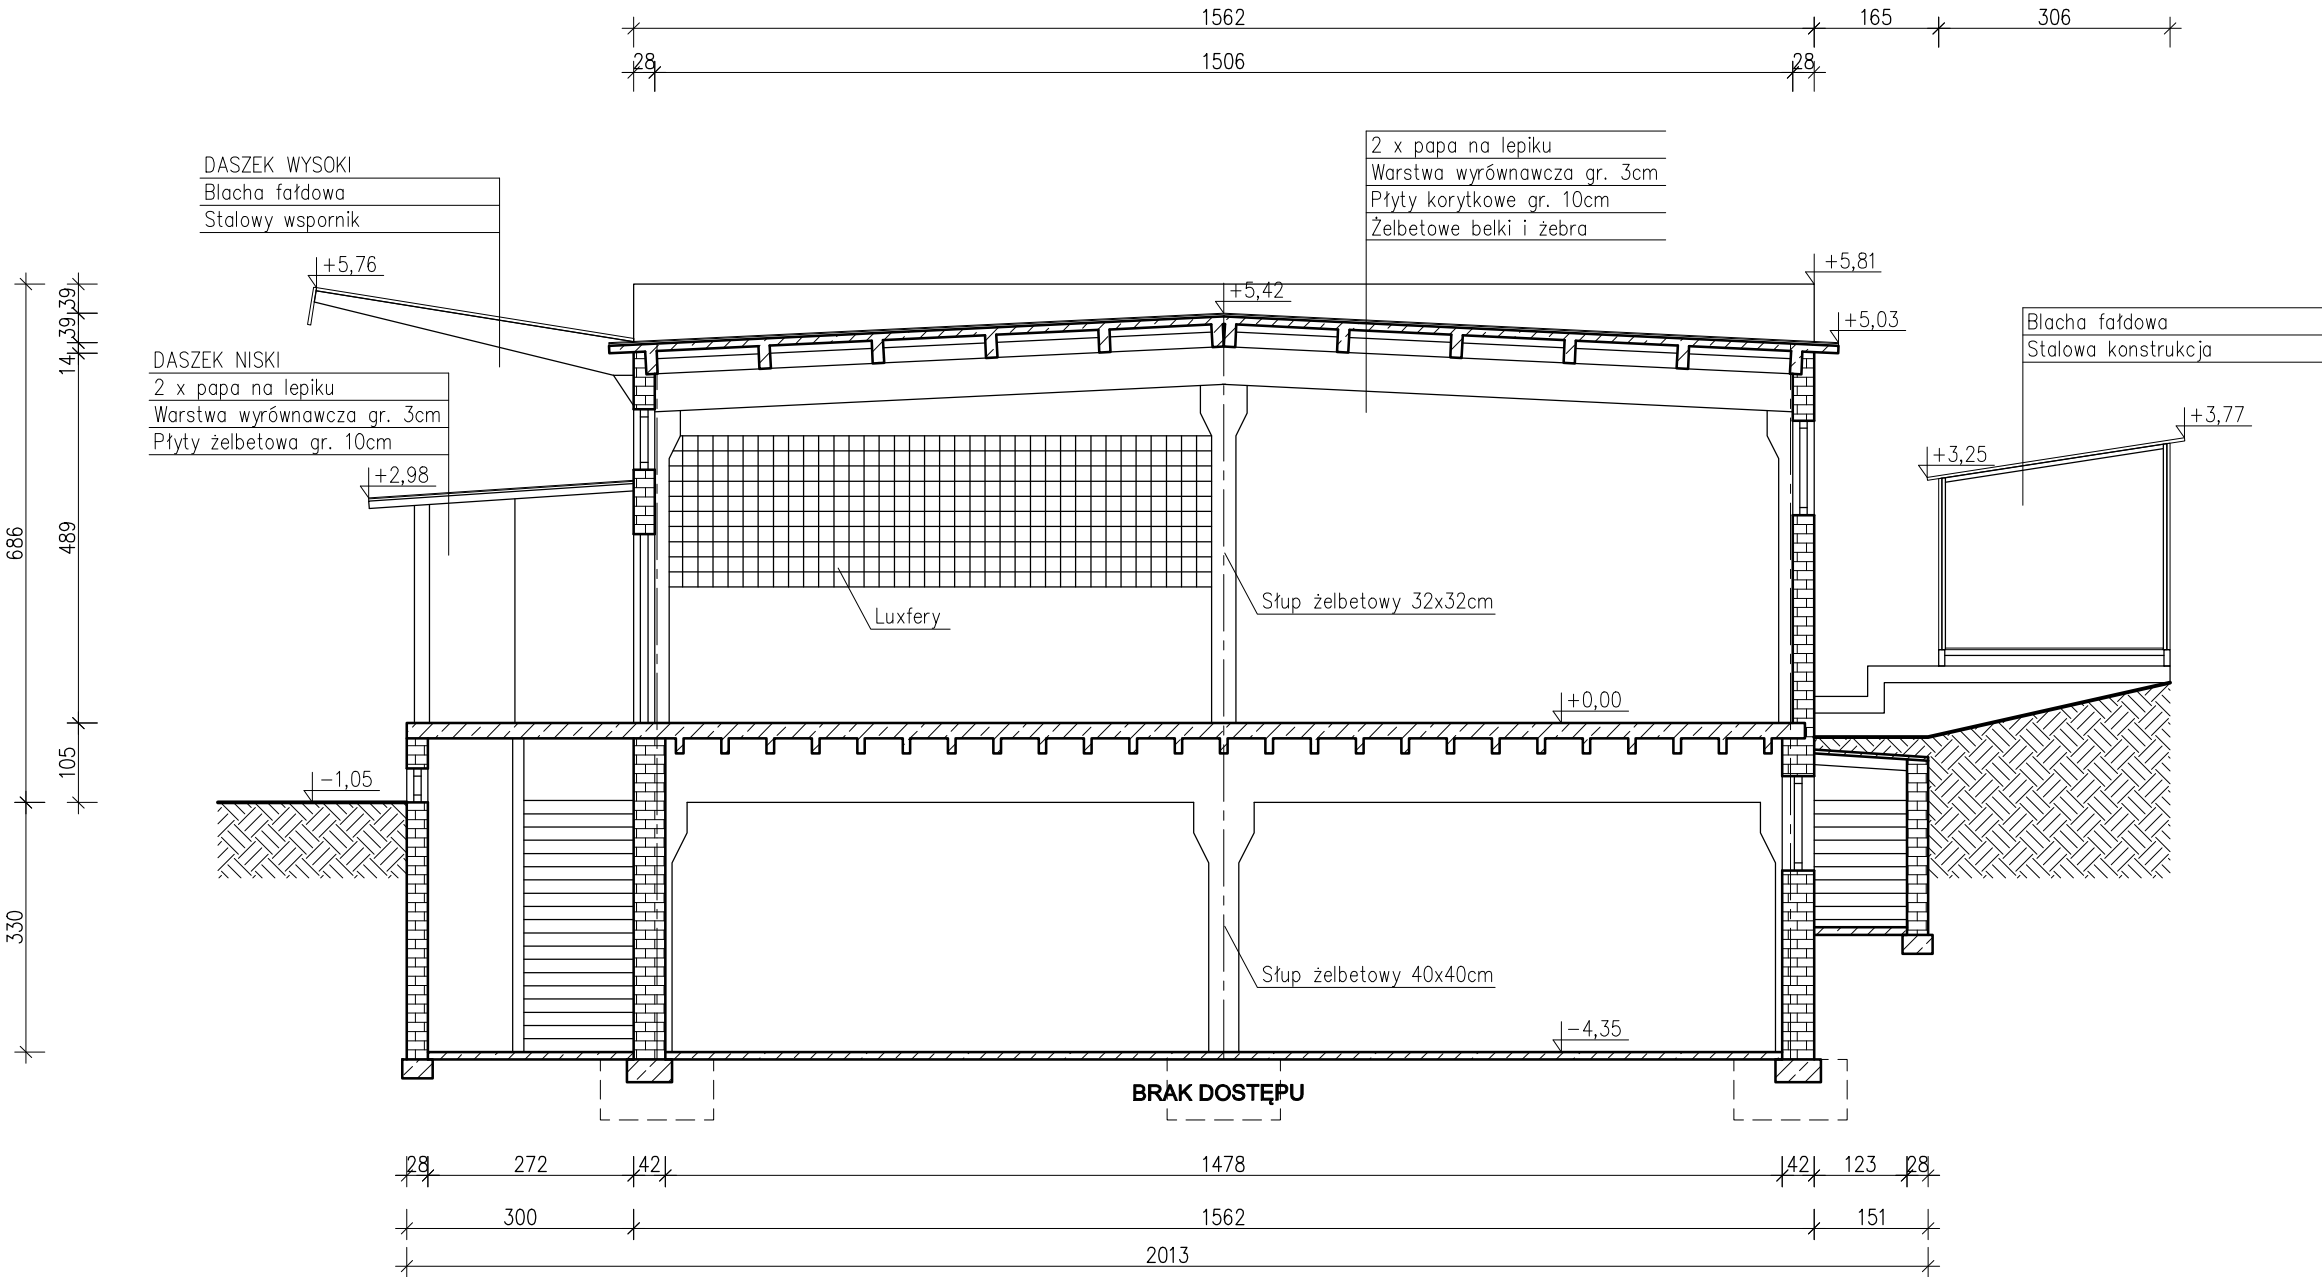 1562
165
306
28
1506
28
2 x papa na lepiku
Warstwa wyrównawcza gr. 3cm
Płyty korytkowe gr. 10cm
Żelbetowe belki i żebra
DASZEK WYSOKI
Blacha fałdowa
Stalowy wspornik
+5,76
+5,81
+5,42
+5,03
39
39
14
Blacha fałdowa
Stalowa konstrukcja
DASZEK NISKI
2 x papa na lepiku
Warstwa wyrównawcza gr. 3cm
Płyty żelbetowa gr. 10cm
+2,98
+3,77
+3,25
686
489
Słup żelbetowy 32x32cm
Luxfery
+0,00
105
-1,05
330
Słup żelbetowy 40x40cm
-4,35
BRAK DOSTĘPU
28
272
42
1478
42
123
28
300
1562
151
2013